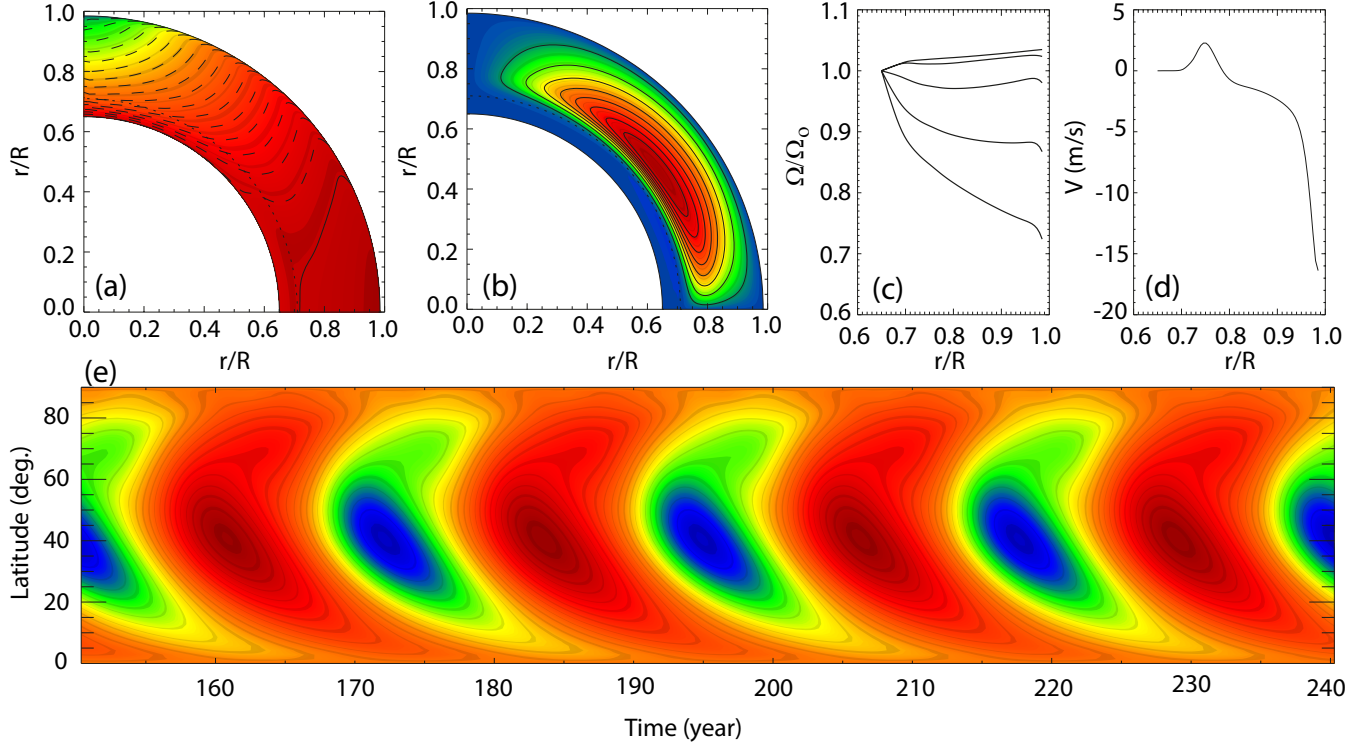 1.0
0.8
0.6
0.4
0.2
0.0
r/R
(a)
0.0 0.2 0.4 0.6 0.8 1.0
r/R
1.0
0.8
0.6
0.4
0.2
0.0
r/R
(b)
0.0 0.2 0.4 0.6 0.8 1.0
r/R
1.1
1.0
0.9
0.8
0.7
0.6
Ω/Ωo
(c)
0.6 0.7 0.8 0.9 1.0
r/R
5
0
-5
-10
-15
-20
V (m/s)
(d)
0.6 0.7 0.8 0.9 1.0
r/R
(e)
80
60
40
20
0
Latitude (deg.)
160 170 180 190 200 210 220 230 240
Time (year)